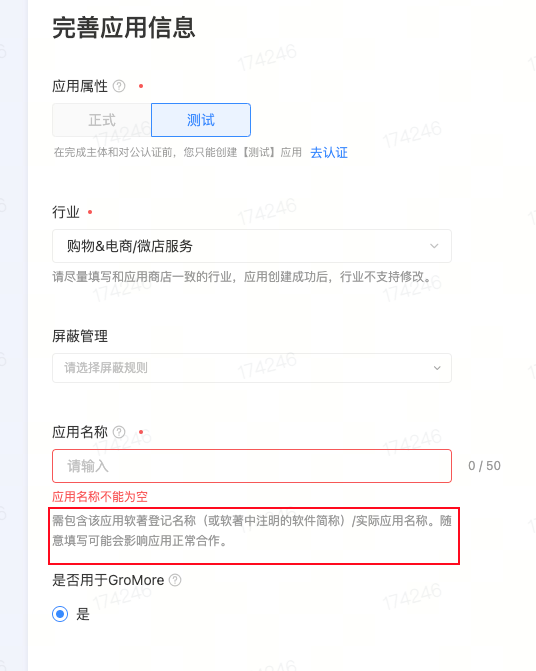 完善应用信息
应用属性
正式 测试
在完成主体和对公认证前，您只能创建【测试】应用 去认证
行业
购物&电商/微店服务
请尽量填写和应用商店一致的行业，应用创建成功后，行业不支持修改。
屏蔽管理
请选择屏蔽规则
应用名称
请输入 0 / 50
应用名称不能为空
需包含该应用软著登记名称（或软著中注明的软件简称）/实际应用名称。随
意填写可能会影响应用正常合作。
是否用于GroMore
是
174246
174246
174246
174246
174246
174246
174246
174246
174246
174246
174246